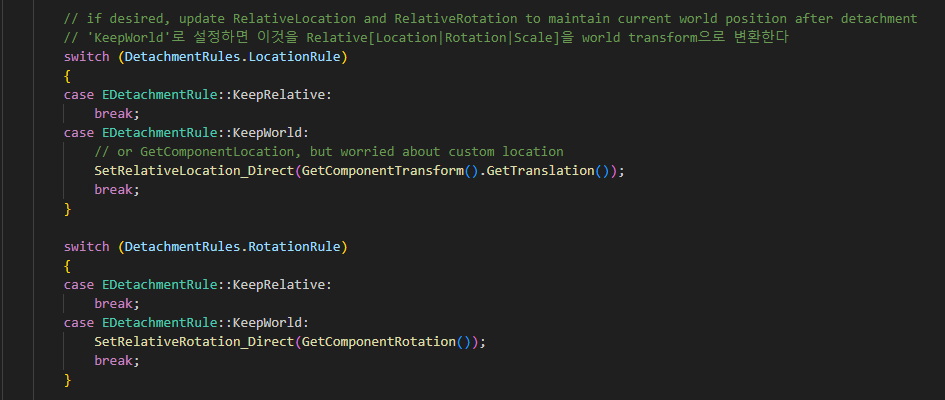 // if desired, update RelativeLocation and RelativeRotation to maintain current world position after detachment
// 'KeepWorld'로 설정하면 이것을 Relative[Location|Rotation|Scale]을 world transform으로 변환한다
switch (DetachmentRules.LocationRule)
{
case EDetachmentRule::KeepRelative:
    break;
case EDetachmentRule::KeepWorld:
    // or GetComponentLocation, but worried about custom location
    SetRelativeLocation_Direct(GetComponentTransform().GetTranslation());
    break;
}

switch (DetachmentRules.RotationRule)
{
case EDetachmentRule::KeepRelative:
    break;
case EDetachmentRule::KeepWorld:
    SetRelativeRotation_Direct(GetComponentRotation());
    break;
}